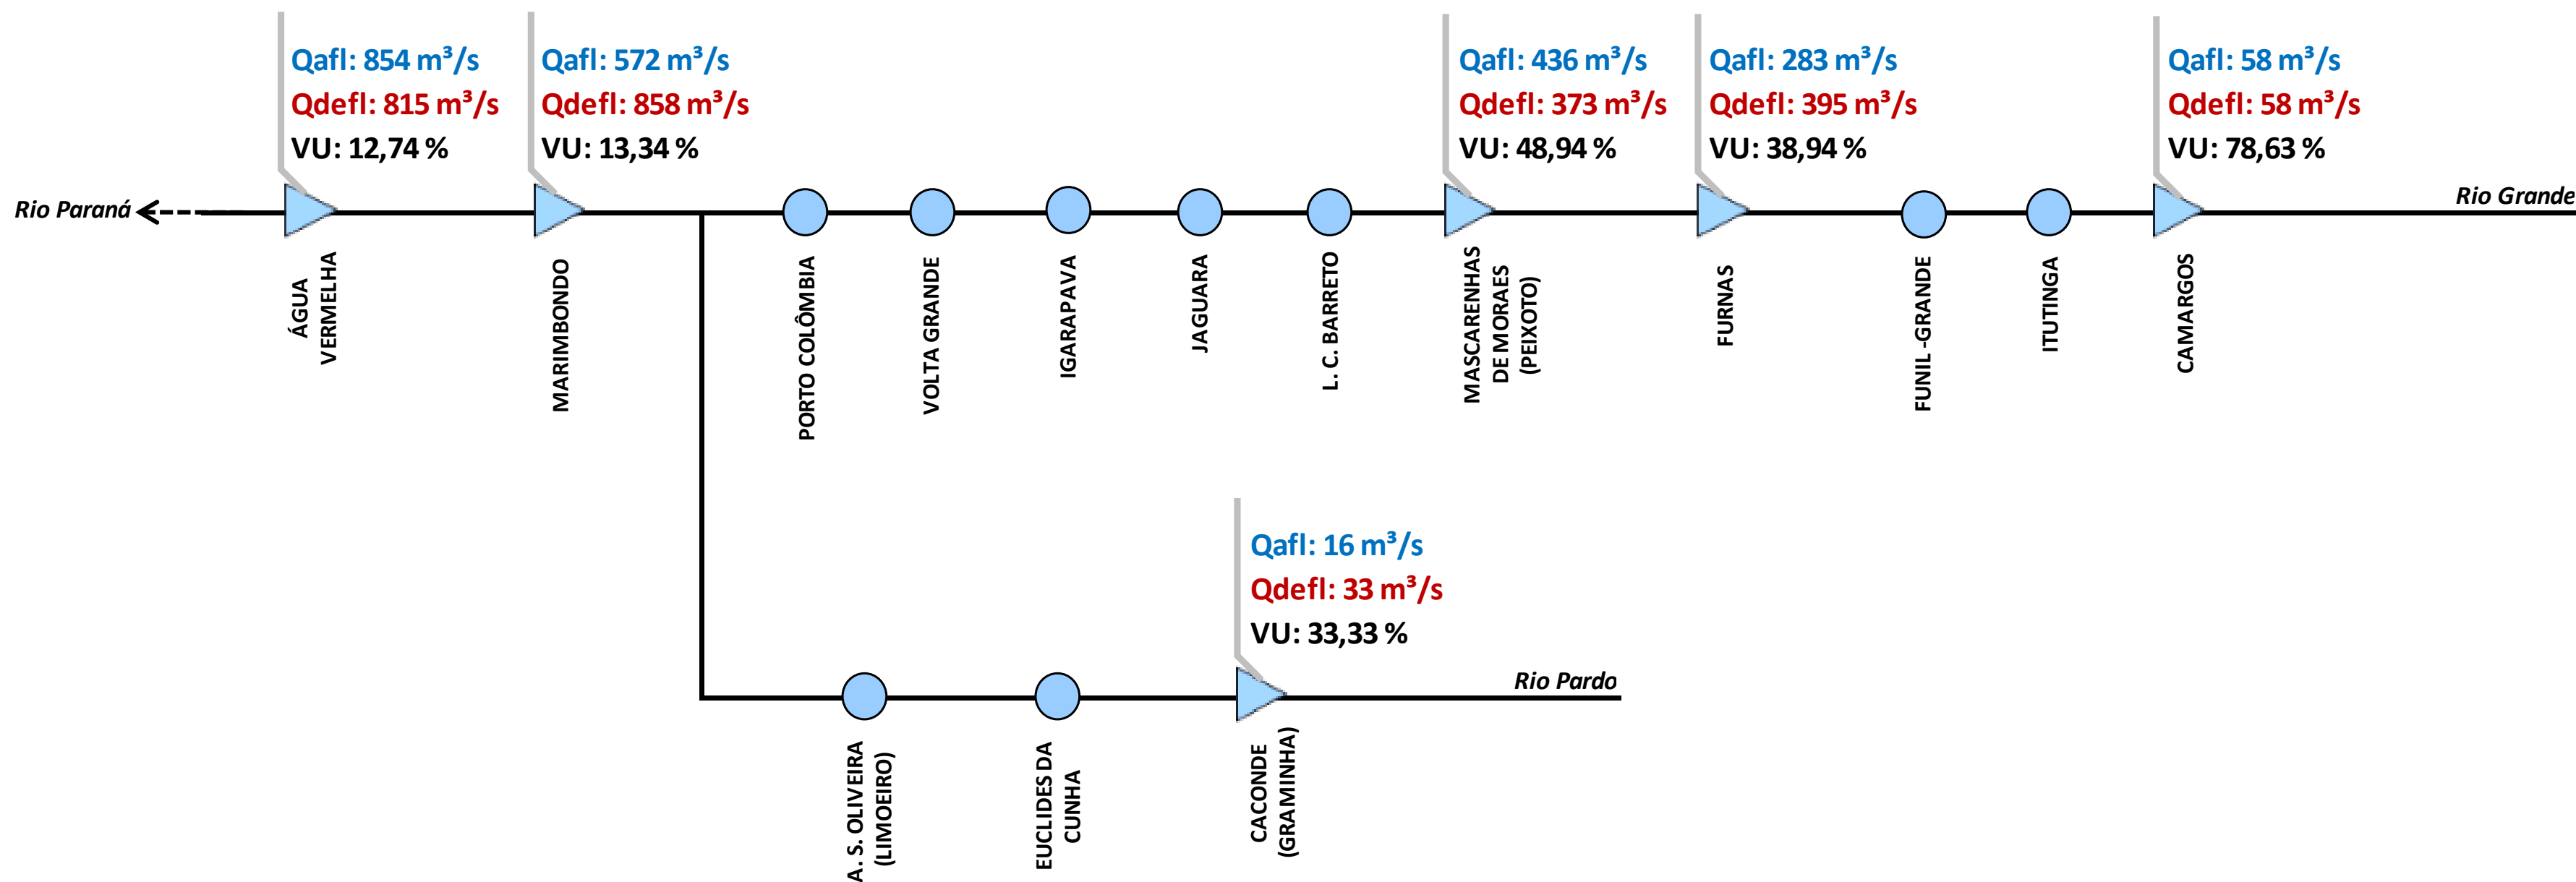 Qafl: 854 m³/s
Qdefl: 815 m³/s
VU: 12,74 %
Qafl: 572 m³/s
Qdefl: 858 m³/s
VU: 13,34 %
Qafl: 436 m³/s
Qdefl: 373 m³/s
VU: 48,94 %
Qafl: 283 m³/s
Qdefl: 395 m³/s
VU: 38,94 %
Qafl: 58 m³/s
Qdefl: 58 m³/s
VU: 78,63 %
Rio Paraná
Rio Grande
ÁGUA
VERMELHA
MARIMBONDO
PORTO COLÔMBIA
VOLTA GRANDE
IGARAPAVA
JAGUARA
L. C. BARRETO
MASCARENHAS
DE MORAES
(PEIXOTO)
FURNAS
FUNIL -GRANDE
ITUTINGA
CAMARGOS
Qafl: 16 m³/s
Qdefl: 33 m³/s
VU: 33,33 %
Rio Pardo
A. S. OLIVEIRA
(LIMOEIRO)
EUCLIDES DA
CUNHA
CACONDE
(GRAMINHA)